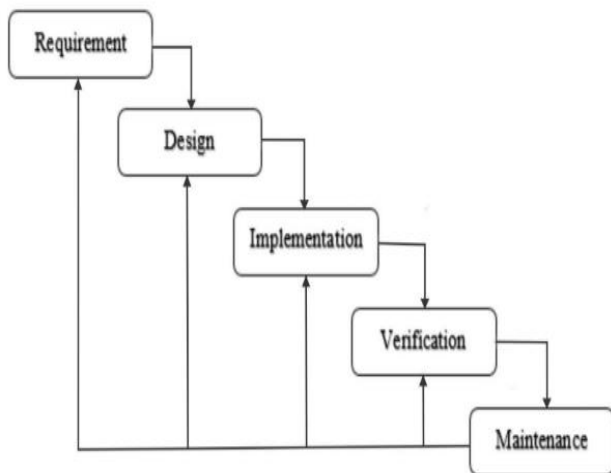 Requirement
Design
Implementation
Verification
Maintenance